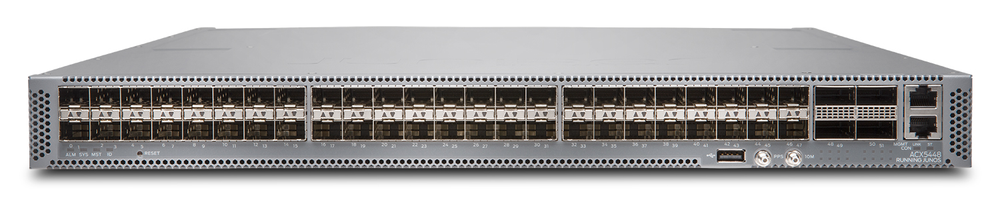 0 1 2 3 4 5 6 7 8 9 10 11 12 13 14 15 16 17 18 19 20 21 22 23 24 25 26 27 28 29 30 31 32 33 34 35 36 37 38 39 40 41 42 43 44 45 46 47 48 49 50 51 MGMT LINK ST
ALM SYS MST ID RESET PPS 10M CON
ACX5448
RUNNING JUNOS